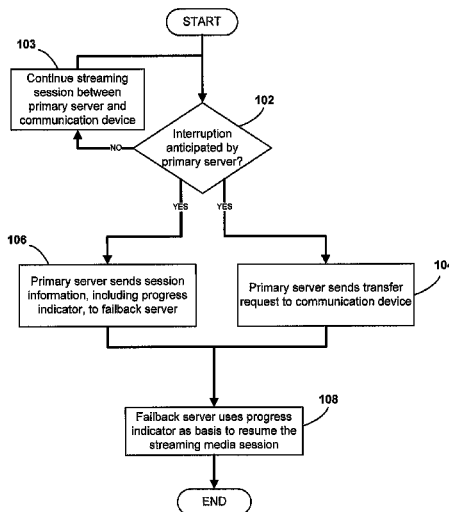 START
103
Continue streaming
session between
primary server and
communication device
102
Interruption
anticipated by
primary server?
NO
YES
YES
106
Primary server sends session
information, including progress
indicator, to failback server
104
Primary server sends transfer
request to communication device
108
Failback server uses progress
indicator as basis to resume the
streaming media session
END